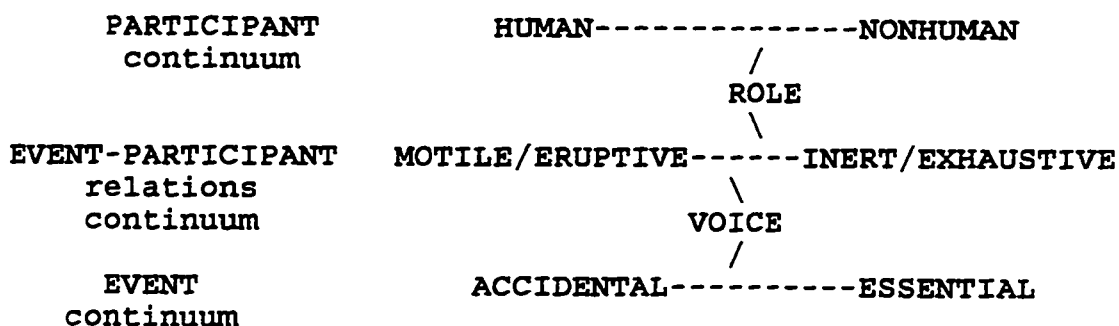 PARTICIPANT HUMAN--------------NONHUMAN
continuum /
ROLE
\
EVENT-PARTICIPANT MOTILE/ERUPTIVE------INERT/EXHAUSTIVE
relations \
continuum VOICE
/
EVENT ACCIDENTAL----------ESSENTIAL
continuum